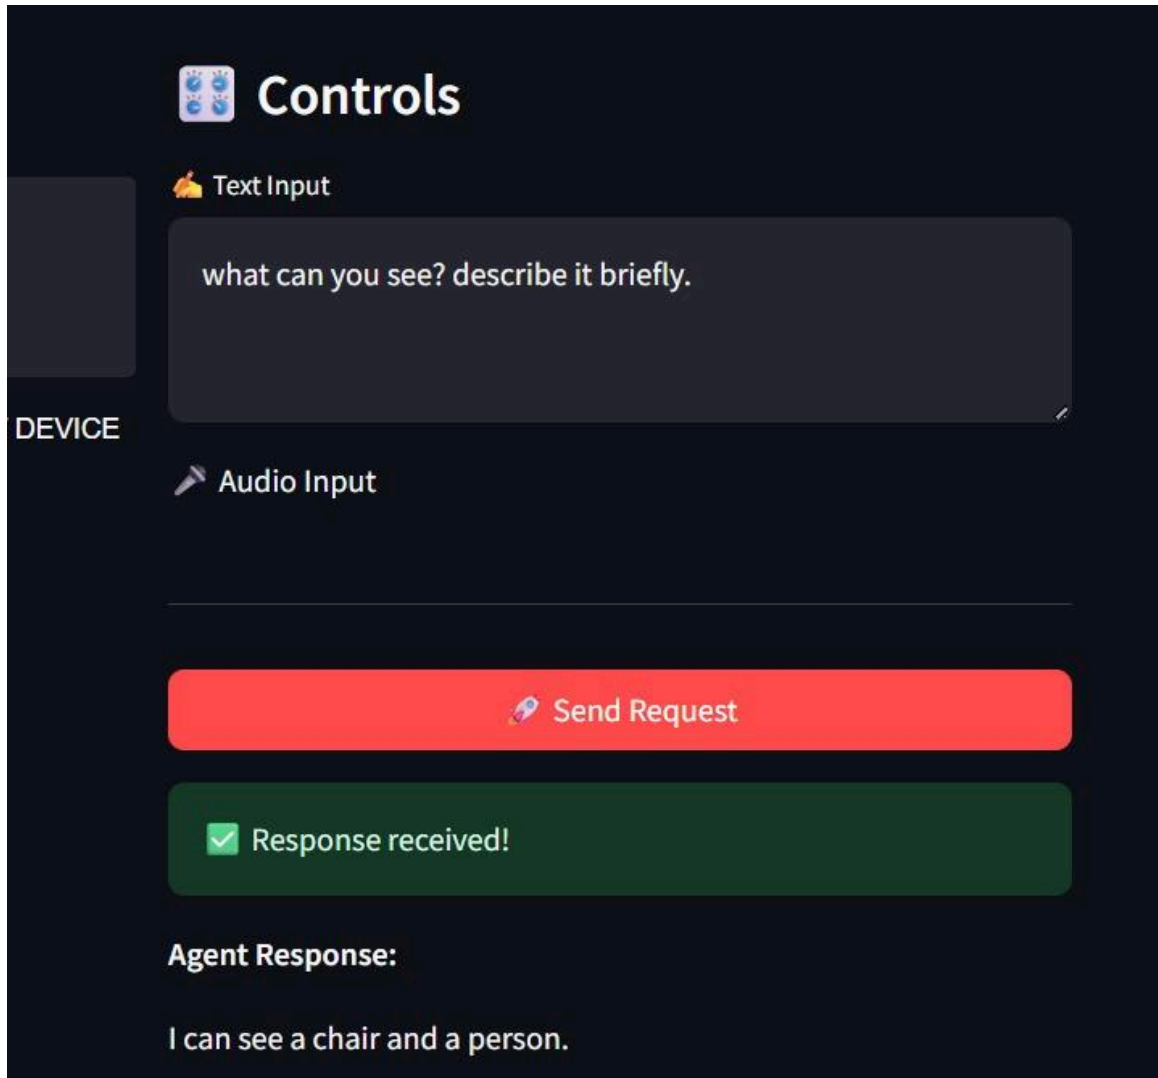 Controls
Text Input
what can you see? describe it briefly.
DEVICE
Audio Input
Send Request
Response received!
Agent Response:
I can see a chair and a person.